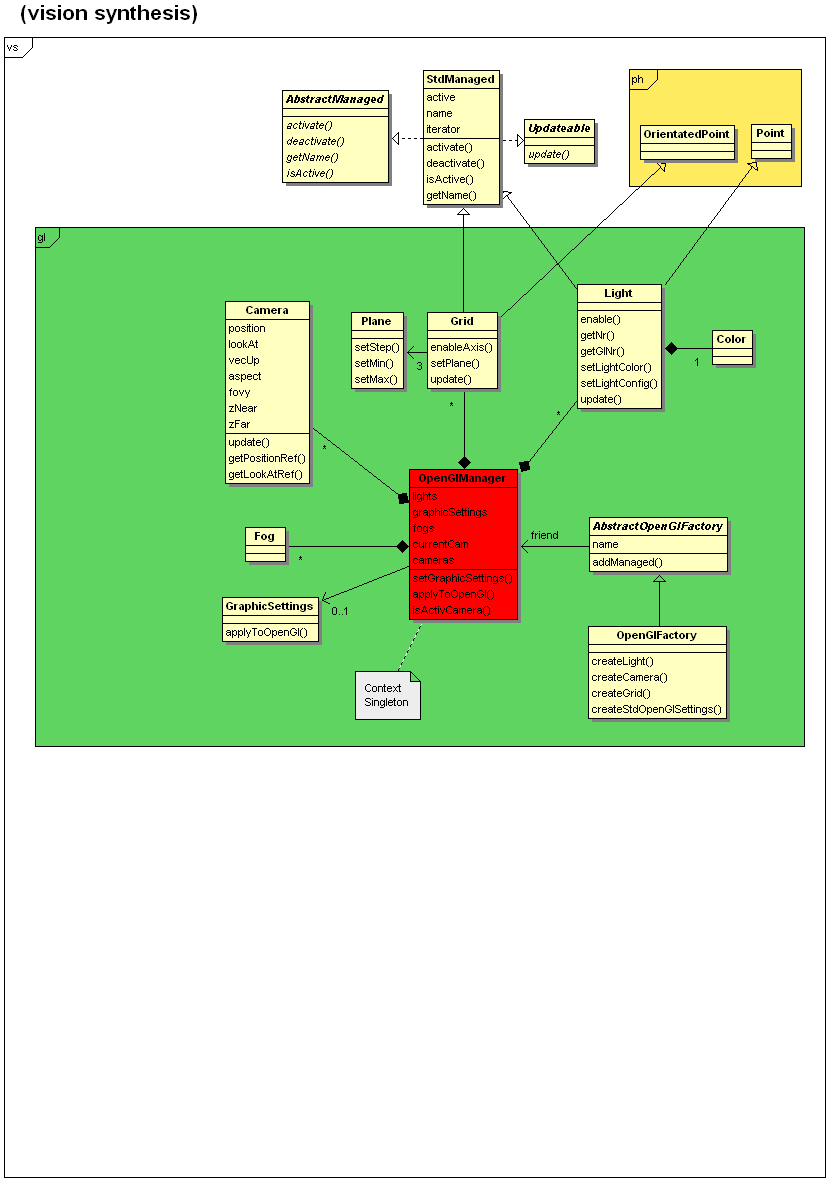 (vision synthesis)
vs
AbstractManaged
activate()
deactivate()
getName()
isActive()
StdManaged
active
name
iterator
activate()
deactivate()
isActive()
getName()
Updateable
update()
ph
OrientatedPoint
Point
gl
Camera
position
lookAt
vecUp
aspect
fovy
zNear
zFar
update()
getPositionRef()
getLookAtRef()
*
Plane
setStep()
setMin()
setMax()
3
Grid
enableAxis()
setPlane()
update()
*
Light
enable()
getNr()
getGlNr()
setLightColor()
setLightConfig()
update()
*
Color
1
OpenGlManager
lights
graphicSettings
fogs
currentCam
cameras
setGraphicSettings()
applyToOpenGl()
isActivCamera()
Fog
*
GraphicSettings
applyToOpenGl()
0..1
friend
AbstractOpenGlFactory
name
addManaged()
OpenGlFactory
createLight()
createCamera()
createGrid()
createStdOpenGlSettings()
Context
Singleton